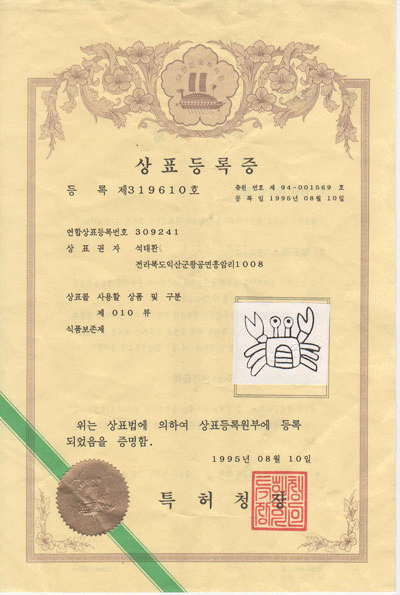 상표등록증
등 록 제319610호
출원 번호 제 94-001569 호
등 록 일 1995년 08월 10일
연합상표등록번호 309241
상 표 권 자 석태환
전라북도익산군왕궁면흥암리1008
상표를 사용할 상품 및 구분
제 010 류
식품보존제
위는 상표법에 의하여 상표등록원부에 등록
되었음을 증명함.
1995년 08월 10일
특 허 청 장